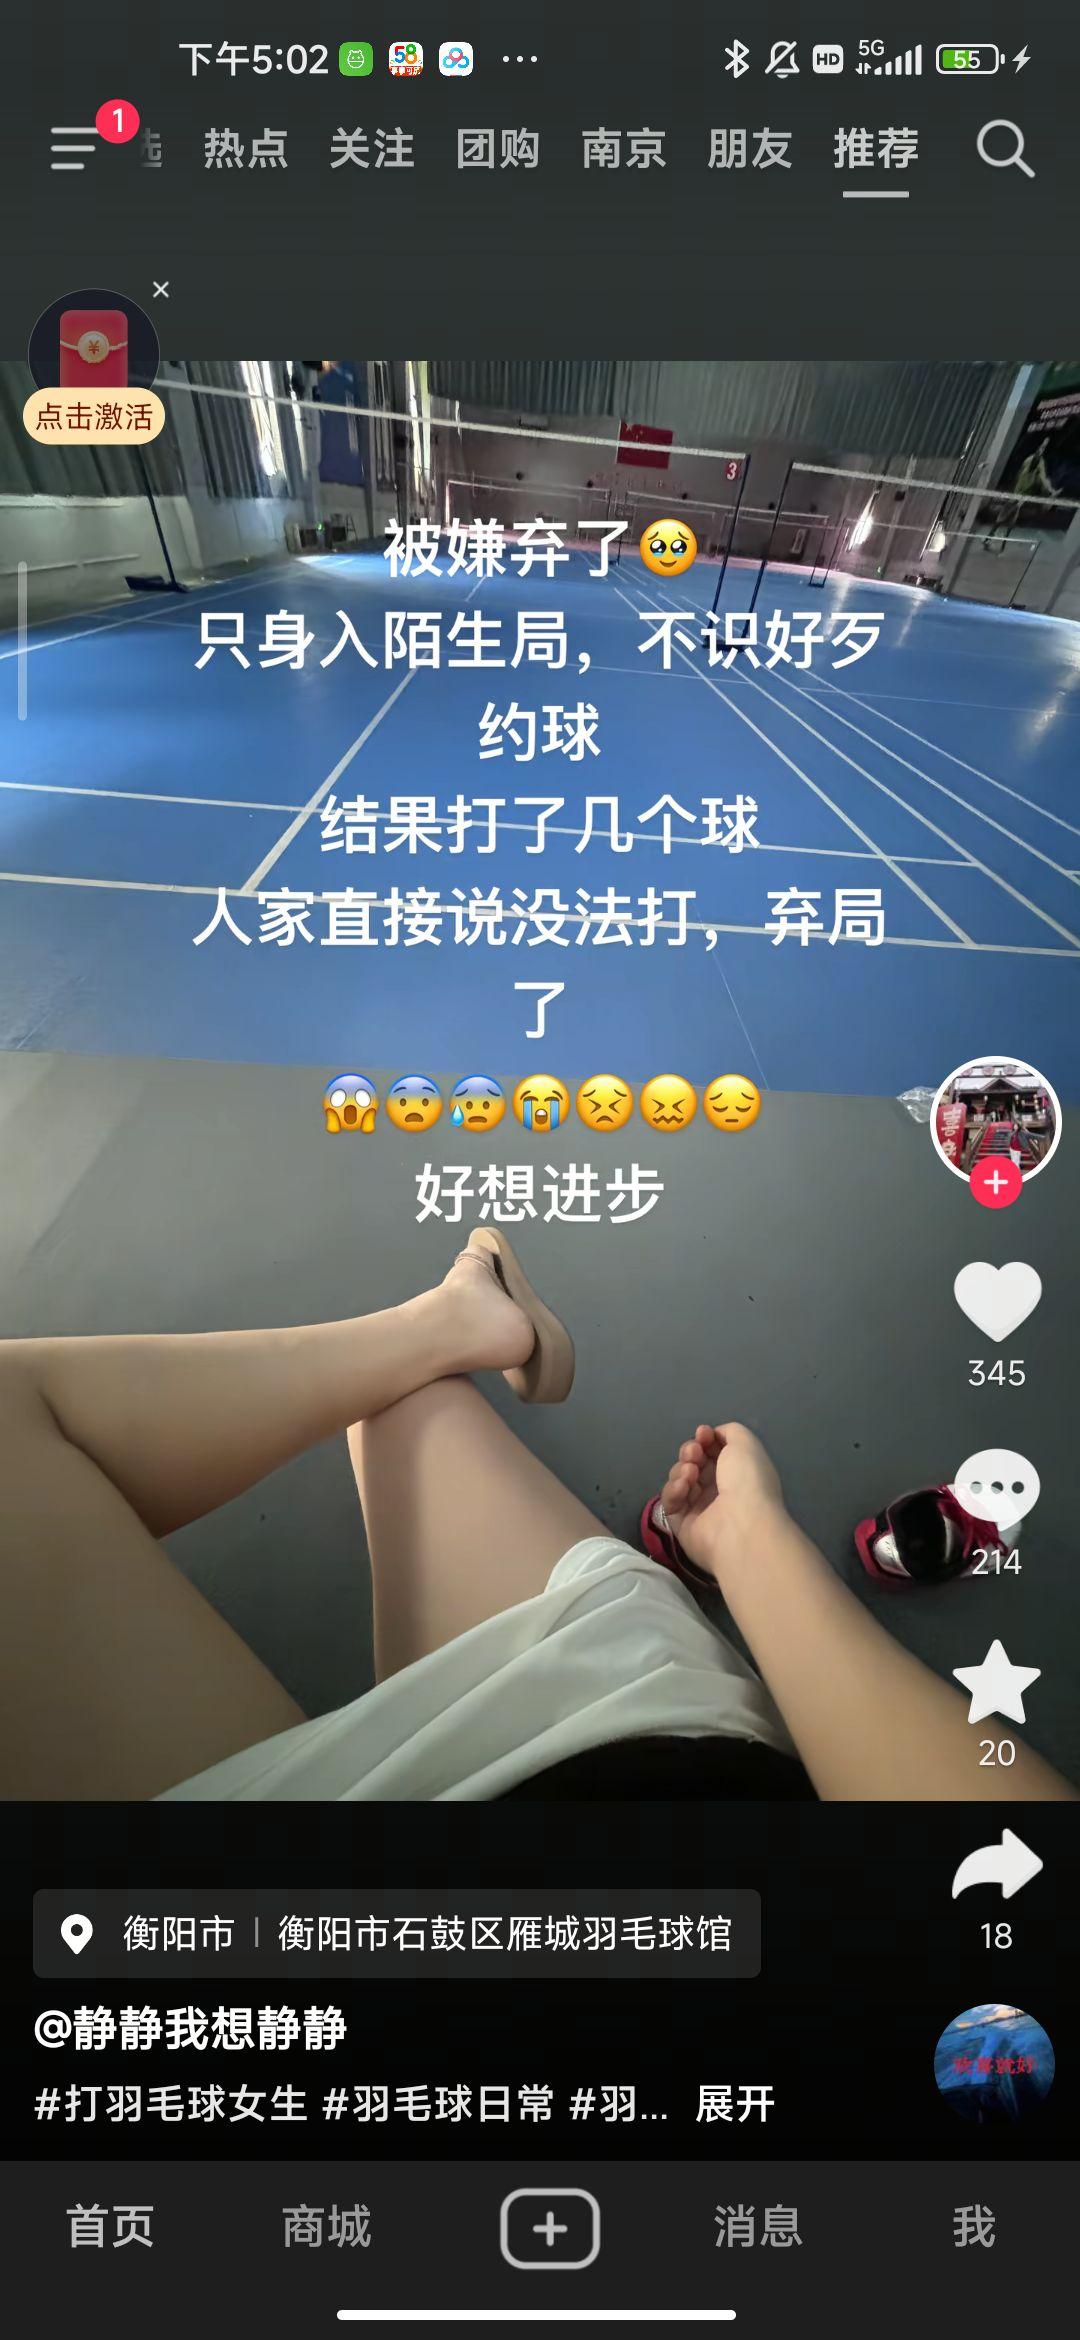 下午5:02
58
HD
5G
55
1
选 热点 关注 团购 南京 朋友 推荐
点击激活
3
被嫌弃了🥹
只身入陌生局，不识好歹
约球
结果打了几个球
人家直接说没法打，弃局
了
😱😨😰😭😣😖😔
好想进步
345
214
20
18
衡阳市 | 衡阳市石鼓区雁城羽毛球馆
@静静我想静静
#打羽毛球女生 #羽毛球日常 #羽... 展开
首页 商城 消息 我